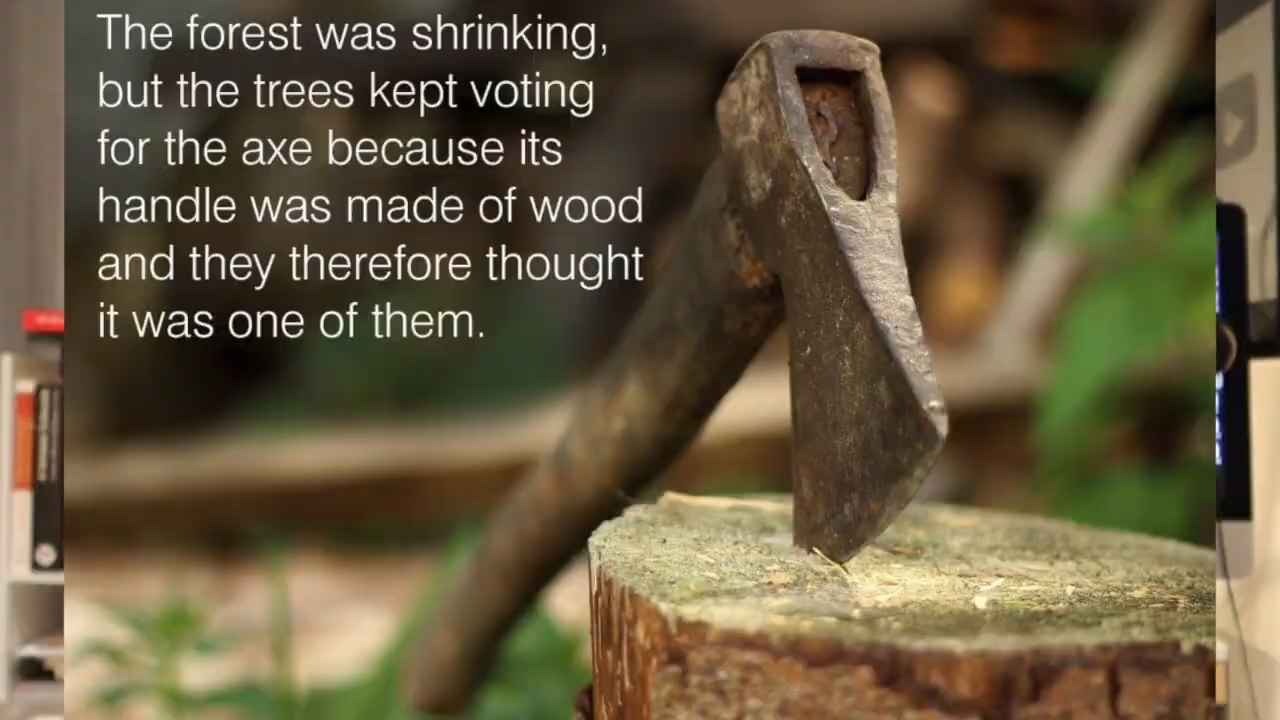 The forest was shrinking,
but the trees kept voting
for the axe because its
handle was made of wood
and they therefore thought
it was one of them.